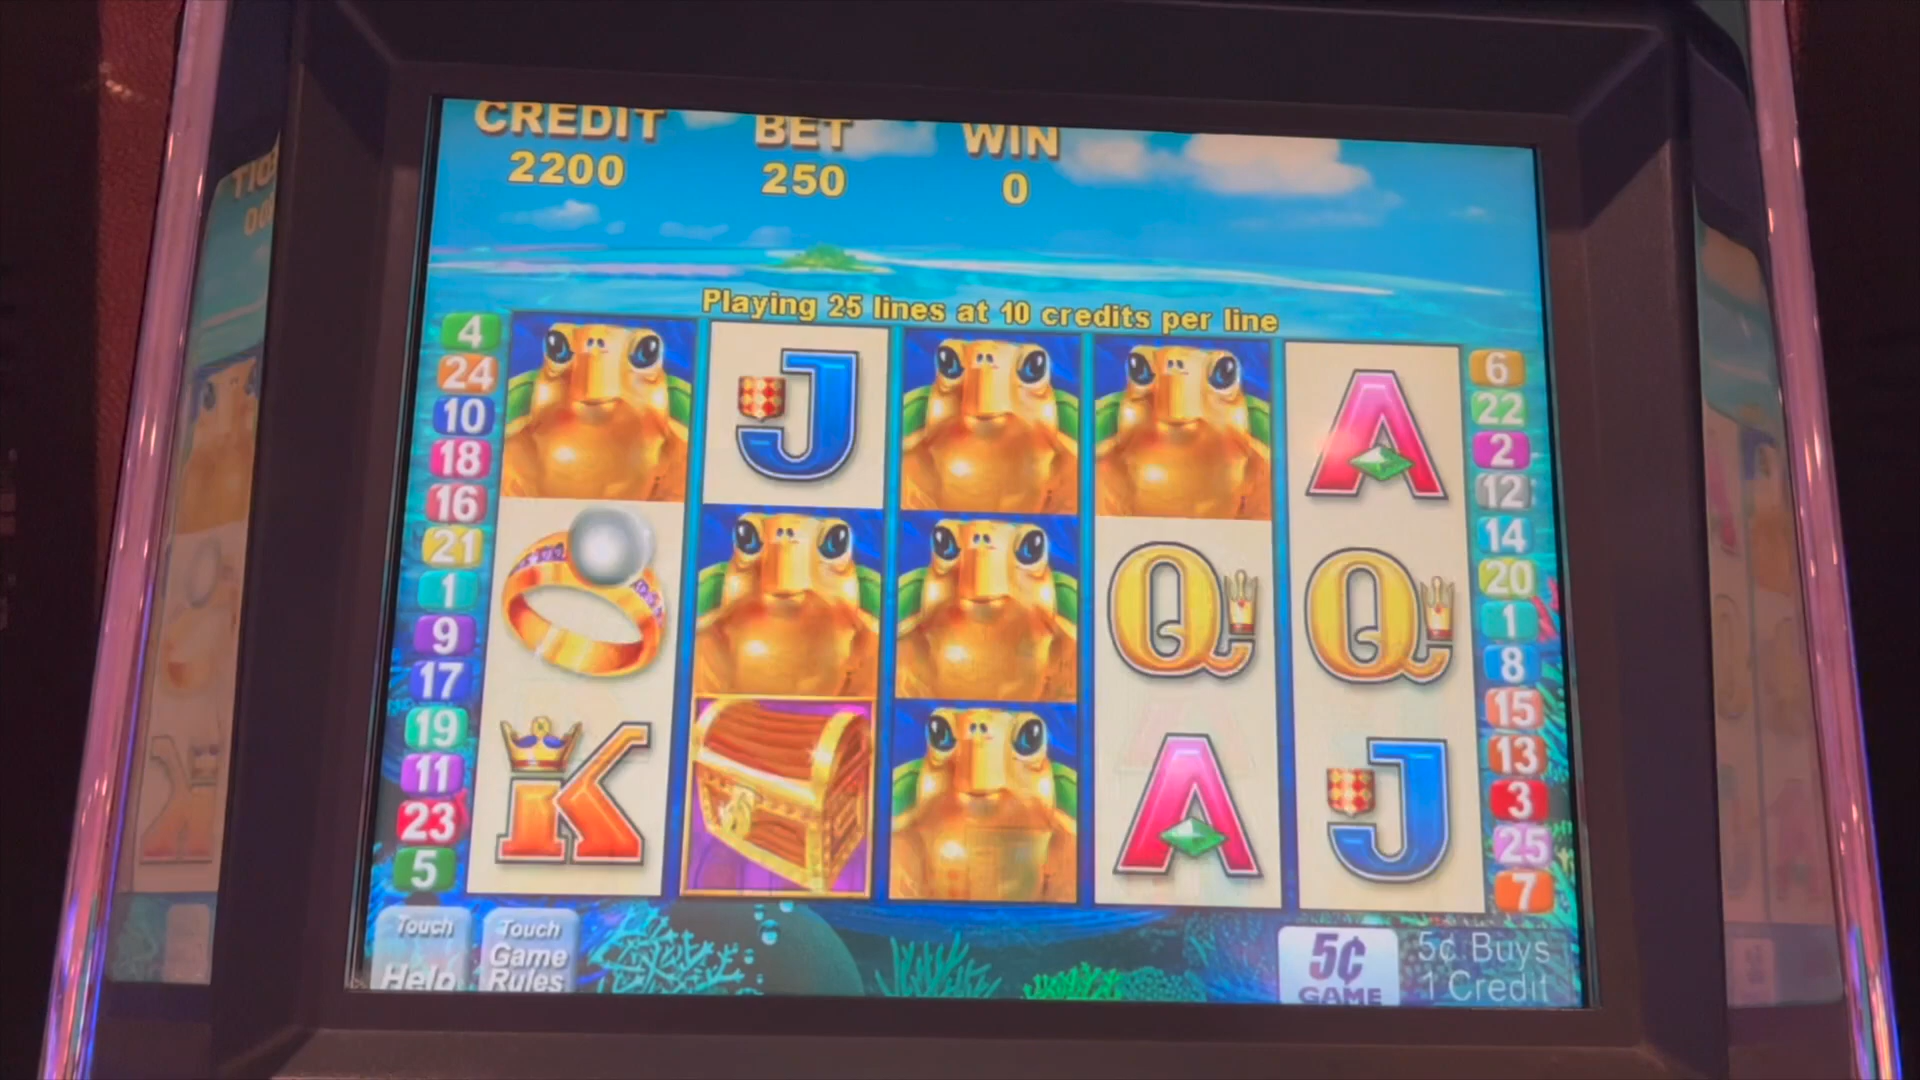 CREDIT BET WIN
2200 250 0
Playing 25 lines at 10 credits per line
4
24
10
18
16
21
1
9
17
19
11
23
5
J A
Q Q
K A J
6
22
2
12
14
20
1
8
15
13
3
25
7
Touch
Help
Touch
Game
Rules
5¢
GAME
5¢ Buys
1 Credit